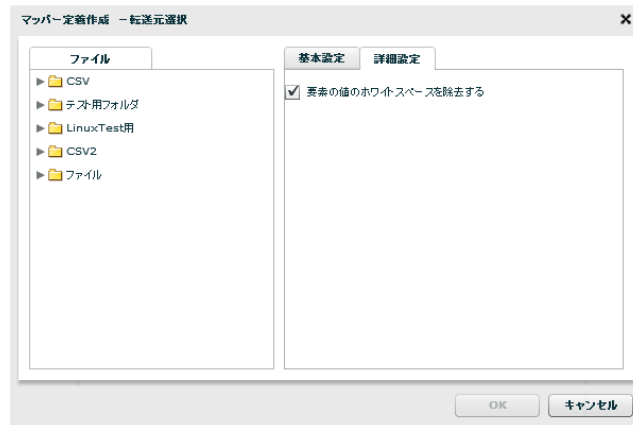 マッパー定義作成 －転送元選択
ファイル
CSV
テスト用フォルダ
LinuxTest用
CSV2
ファイル
基本設定
詳細設定
要素の値のホワイトスペースを除去する
OK
キャンセル